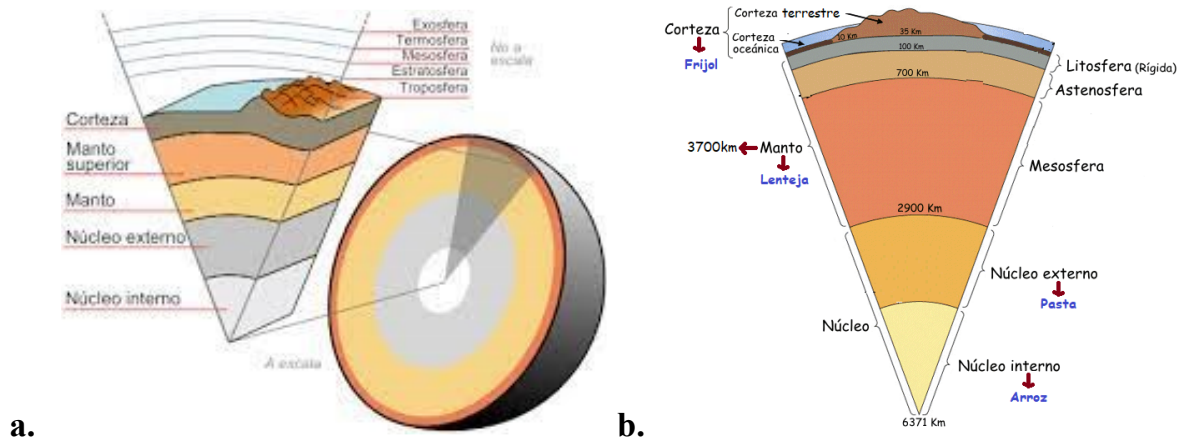 Exosfera
Termosfera
Mesosfera
Estratosfera
Troposfera
No a
escala
Corteza
Manto
superior
Manto
Núcleo externo
Núcleo interno
A escala
a.
Corteza terrestre
Corteza
Frijol
Corteza
oceánica
10 Km
35 Km
100 Km
Litosfera (Rígida)
700 Km
Astenosfera
3700km
Manto
Lenteja
Mesosfera
2900 Km
Núcleo externo
Pasta
Núcleo
Núcleo interno
Arroz
6371 Km
b.